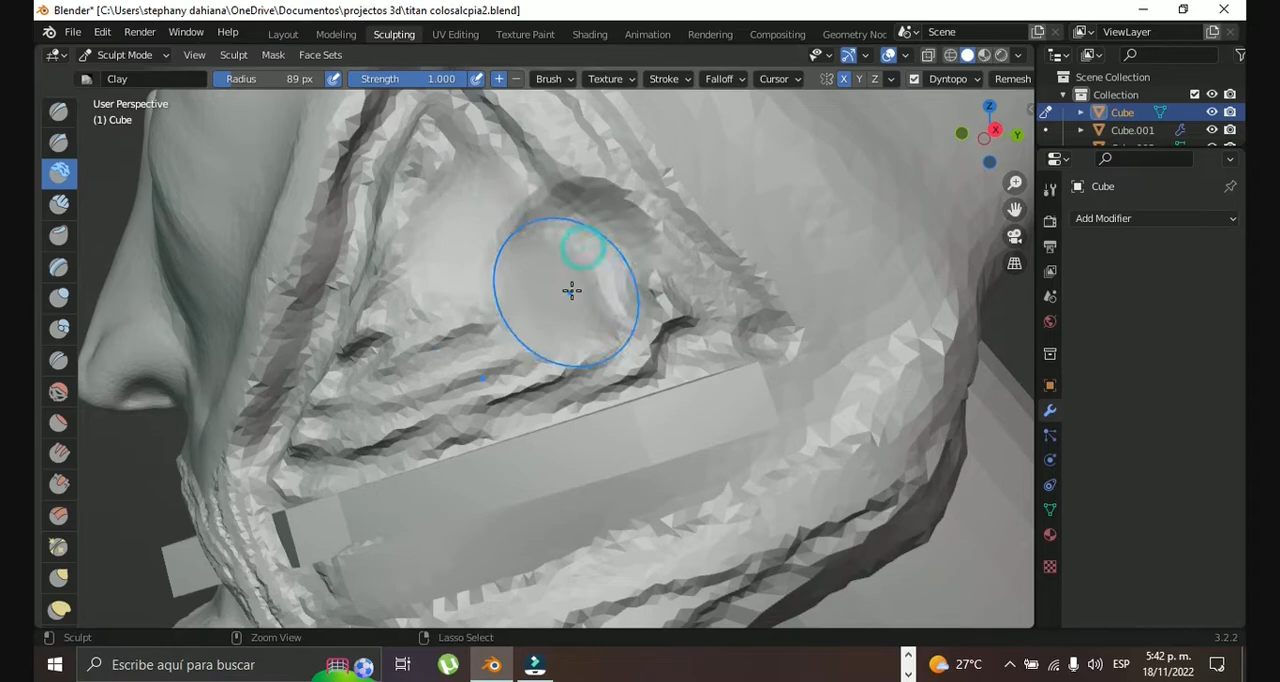 Blender* [C:\Users\stephany dahiana\OneDrive\Documentos\projectos 3d\titan colosalcpia2.blend]
File Edit Render Window Help Layout Modeling Sculpting UV Editing Texture Paint Shading Animation Rendering Compositing Geometry Noc Scene ViewLayer
Sculpt Mode View Sculpt Mask Face Sets
Clay Radius 89 px Strength 1.000 Brush Texture Stroke Falloff Cursor X Y Z Dyntopo Remesh
User Perspective
(1) Cube
Z
X
Y
Scene Collection
Collection
Cube
Cube.001
Cube
Add Modifier
Sculpt Zoom View Lasso Select 3.2.2
Escribe aquí para buscar 27°C ESP 5:42 p. m.
18/11/2022